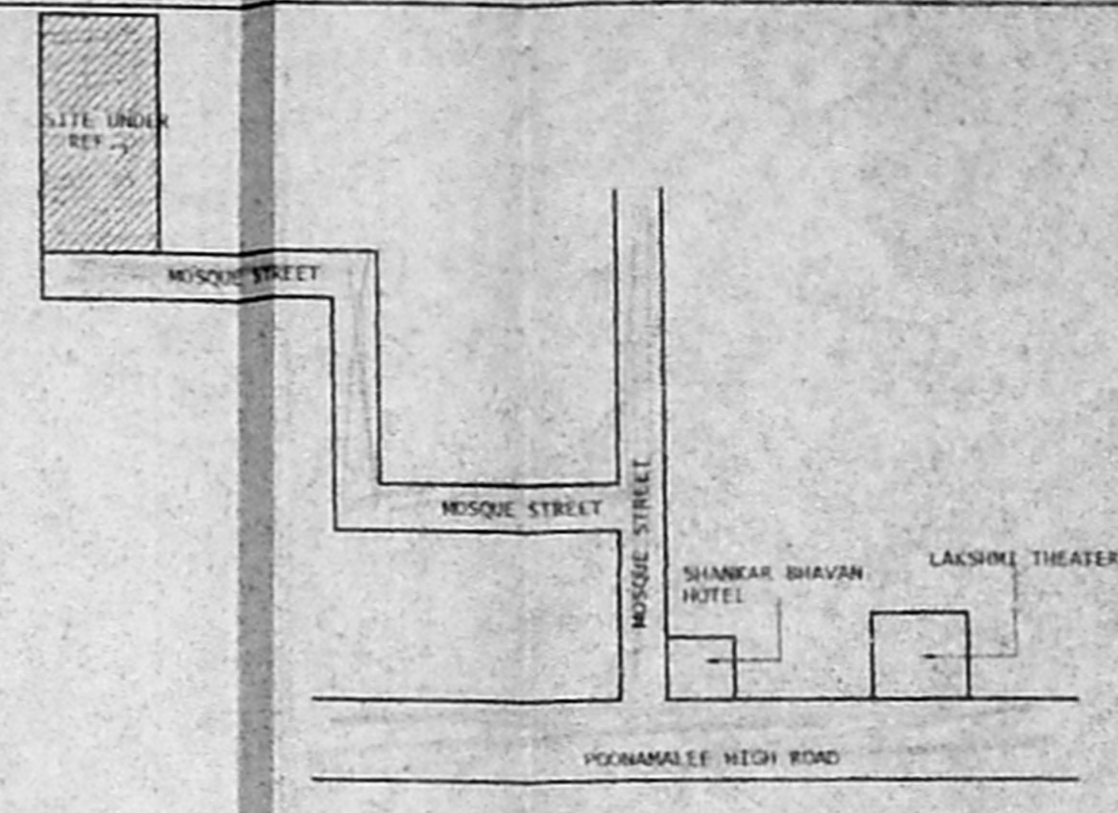 SITE UNDER
REF
MOSQUE STREET
MOSQUE STREET
MOSQUE STREET
SHANKAR BHAVAN
HOTEL
LAKSHMI THEATER
POONAMALEE HIGH ROAD